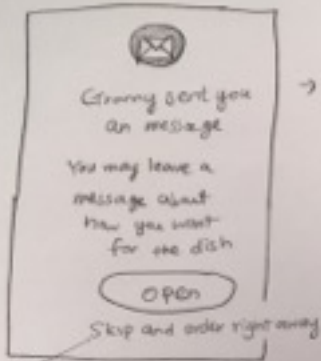 Granny sent you
an message
You may leave a
message about
how you want
for the dish
open
Skip and order right away